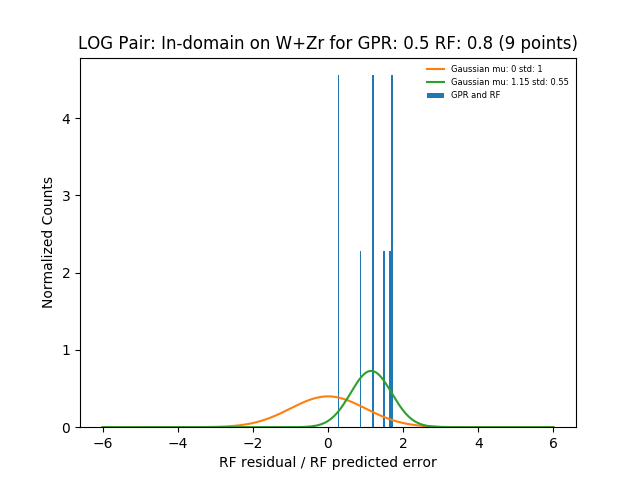 LOG Pair: In-domain on W+Zr for GPR: 0.5 RF: 0.8 (9 points)
Gaussian mu: 0 std: 1
Gaussian mu: 1.15 std: 0.55
GPR and RF
Normalized Counts
4
3
2
1
0
−6
−4
−2
0
2
4
6
RF residual / RF predicted error